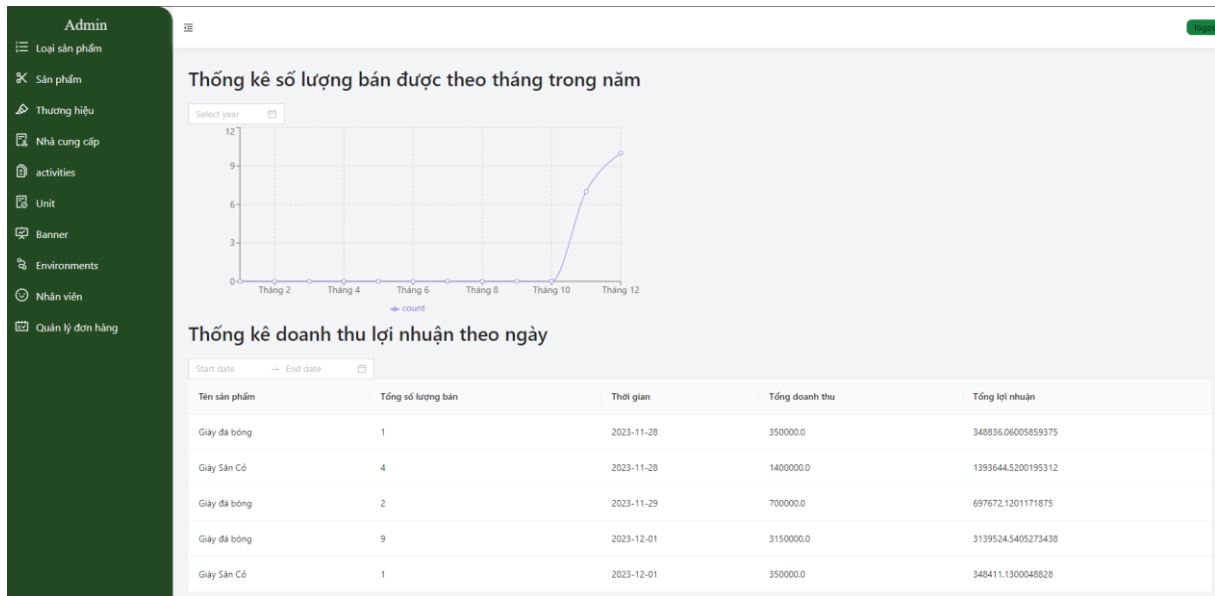 Admin
Loại sản phẩm
Sản phẩm
Thương hiệu
Nhà cung cấp
activities
Unit
Banner
Environments
Nhân viên
Quản lý đơn hàng
Thống kê số lượng bán được theo tháng trong năm
Select year
12
9
6
3
0
Tháng 2 Tháng 4 Tháng 6 Tháng 8 Tháng 10 Tháng 12
count
Thống kê doanh thu lợi nhuận theo ngày
Start date → End date
Tên sản phẩm Tổng số lượng bán Thời gian Tổng doanh thu Tổng lợi nhuận
Giày đá bóng 1 2023-11-28 350000.0 348836.06005859375
Giày Sân Cỏ 4 2023-11-28 1400000.0 1393644.5200195312
Giày đá bóng 2 2023-11-29 700000.0 697672.1201171875
Giày đá bóng 9 2023-12-01 3150000.0 3139524.5405273438
Giày Sân Cỏ 1 2023-12-01 350000.0 348411.1300048828